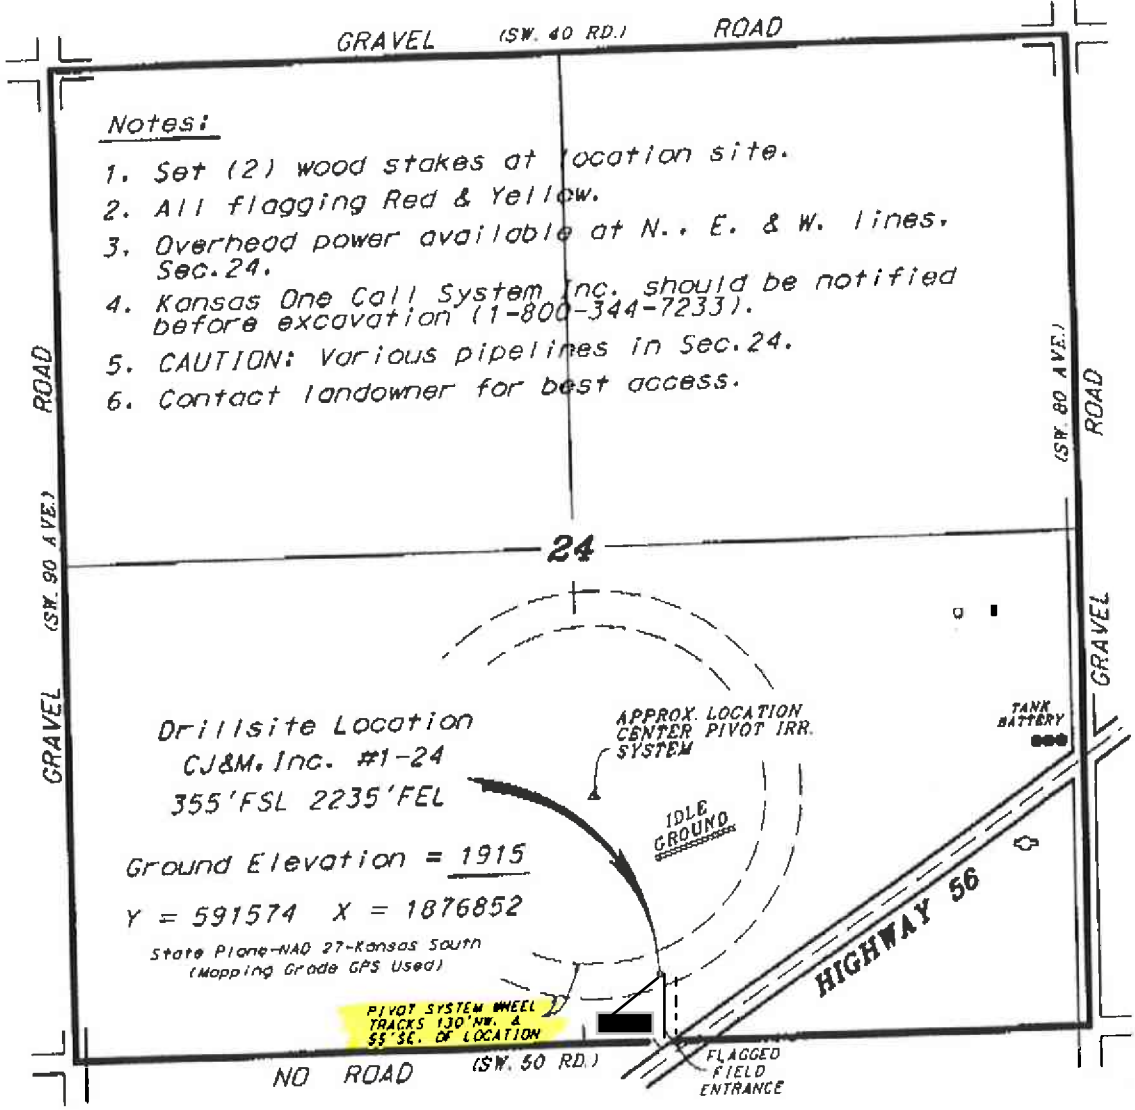 GRAVEL (SW. 40 RD.) ROAD
Notes:
1. Set (2) wood stakes at location site.
2. All flagging Red & Yellow.
3. Overhead power available at N., E. & W. lines,
Sec.24.
4. Kansas One Call System Inc. should be notified
before excavation (1-800-344-7233).
5. CAUTION: Various pipelines in Sec.24.
6. Contact landowner for best access.
ROAD
(SW. 90 AVE.)
GRAVEL
(SW. 80 AVE.)
ROAD
GRAVEL
24
Drillsite Location
CJ&M, Inc. #1-24
355'FSL 2235'FEL
Ground Elevation = 1915
Y = 591574 X = 1876852
State Plane-NAD 27-Kansas South
(Mapping Grade GPS Used)
APPROX. LOCATION
CENTER PIVOT IRR.
SYSTEM
IDLE
GROUND
TANK
BATTERY
HIGHWAY 56
PIVOT SYSTEM WHEEL
TRACKS 130'NW. &
55'SE. OF LOCATION
NO ROAD (SW. 50 RD.)
FLAGGED
FIELD
ENTRANCE